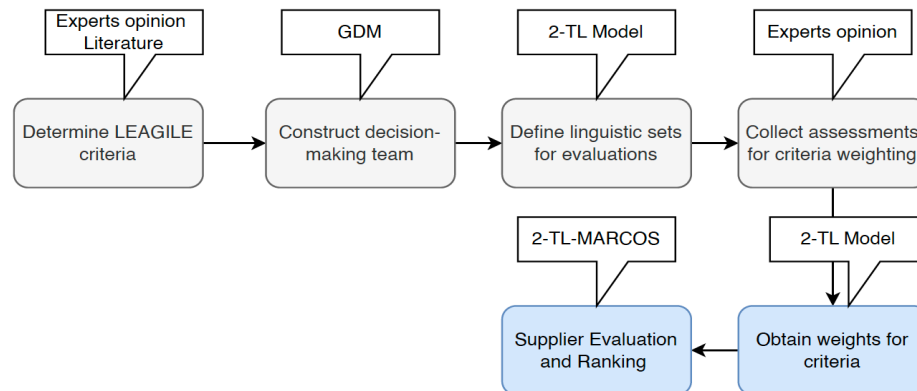 Experts opinion
Literature
GDM
2-TL Model
Experts opinion
Determine LEAGILE
criteria
Construct decision-
making team
Define linguistic sets
for evaluations
Collect assessments
for criteria weighting
2-TL-MARCOS
2-TL Model
Supplier Evaluation
and Ranking
Obtain weights for
criteria